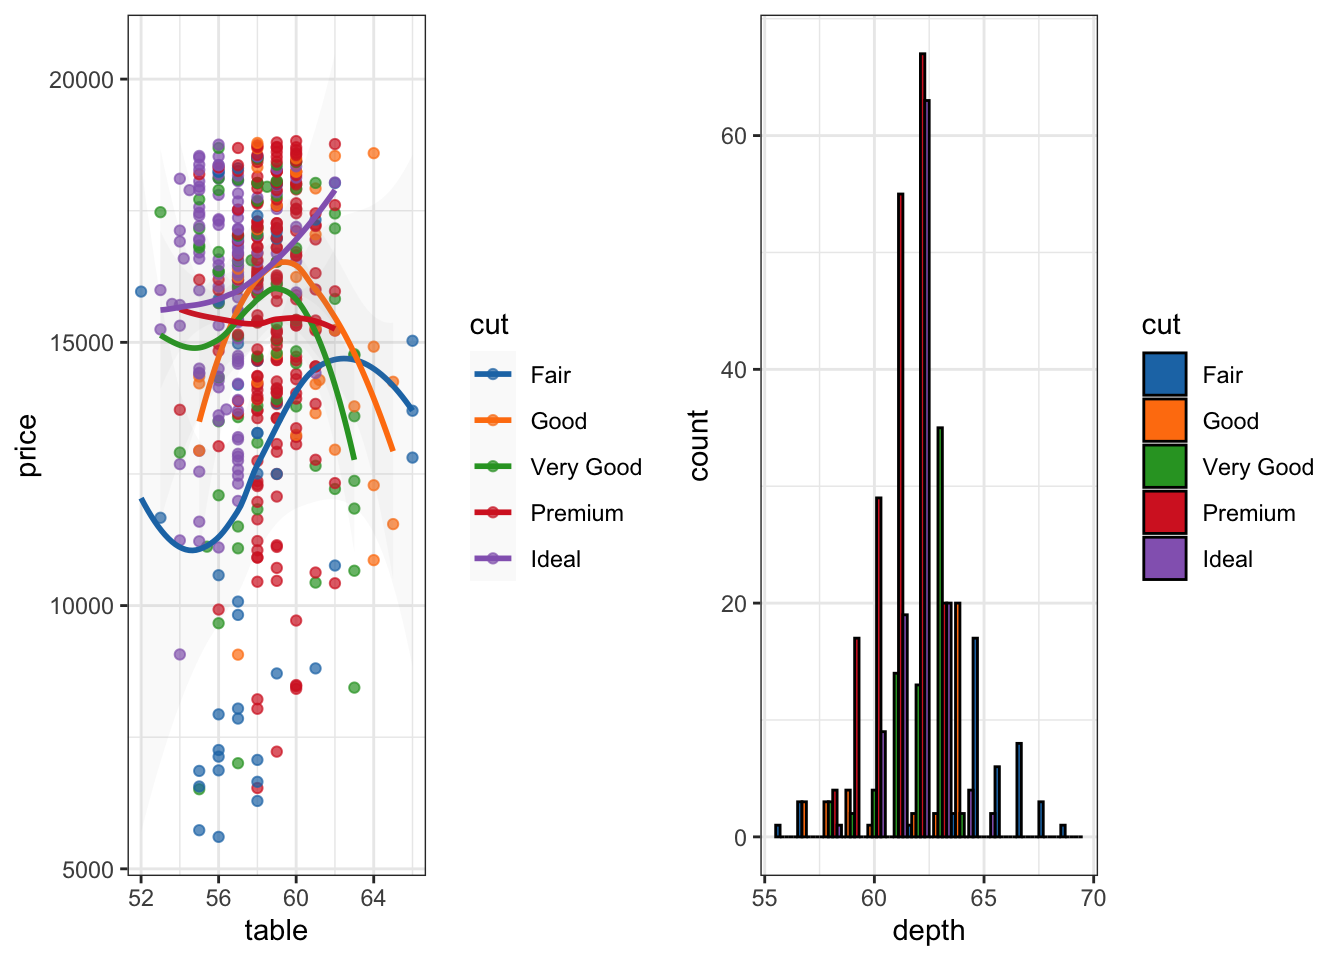 20000
15000
10000
5000
price
52 56 60 64
table
cut
Fair
Good
Very Good
Premium
Ideal
60
40
20
0
count
55 60 65 70
depth
cut
Fair
Good
Very Good
Premium
Ideal